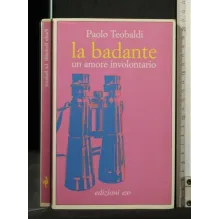 Paolo Teobaldi
la badante
un amore involontario
edizioni e/o